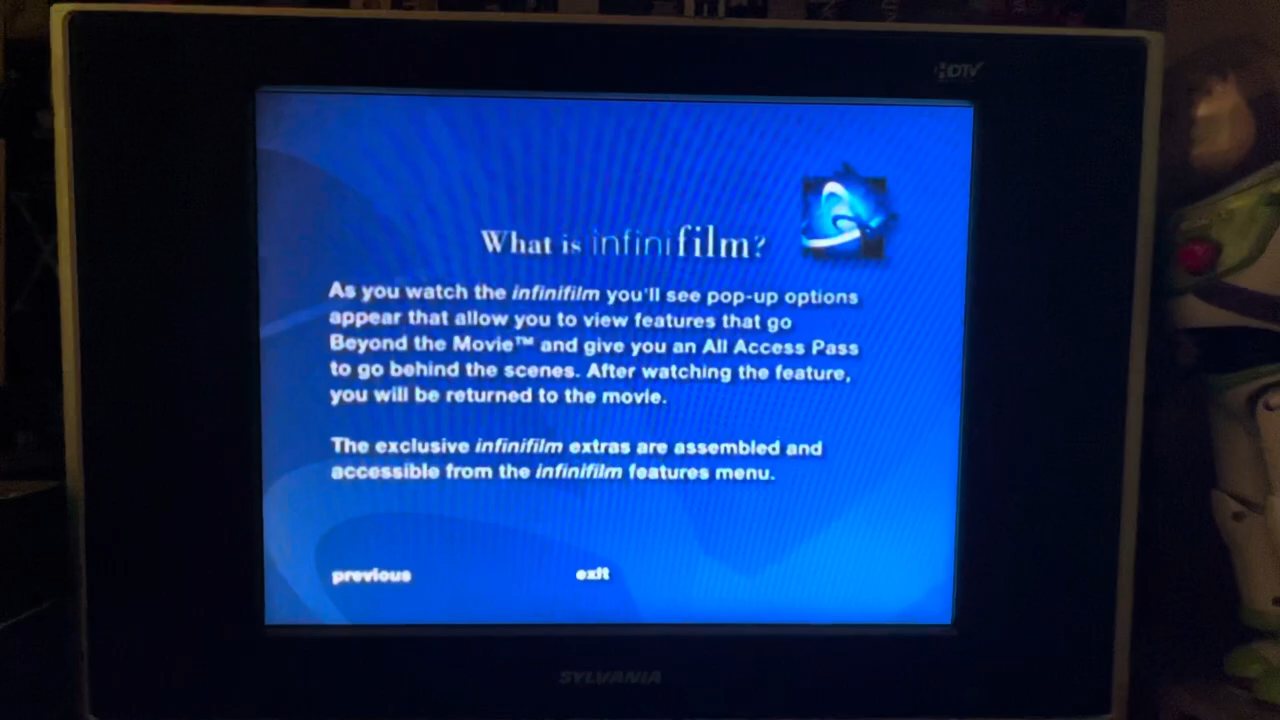 HDTV
What is infinifilm?
As you watch the infinifilm you'll see pop-up options
appear that allow you to view features that go
Beyond the Movie™ and give you an All Access Pass
to go behind the scenes. After watching the feature,
you will be returned to the movie.
The exclusive infinifilm extras are assembled and
accessible from the infinifilm features menu.
previous exit
SYLVANIA